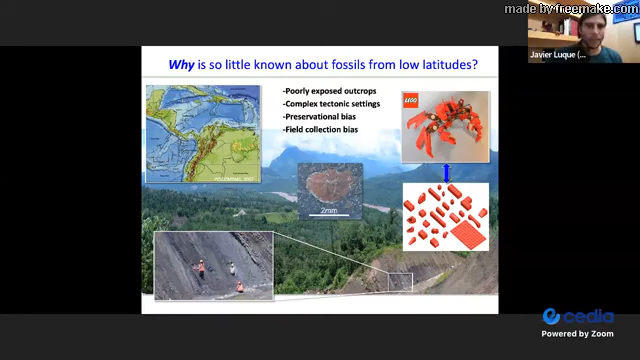 made by freemake.com
Javier Luque (...
Why is so little known about fossils from low latitudes?
-Poorly exposed outcrops
-Complex tectonic settings
-Preservational bias
-Field collection bias
LEGO
2mm
cedia
Powered by Zoom